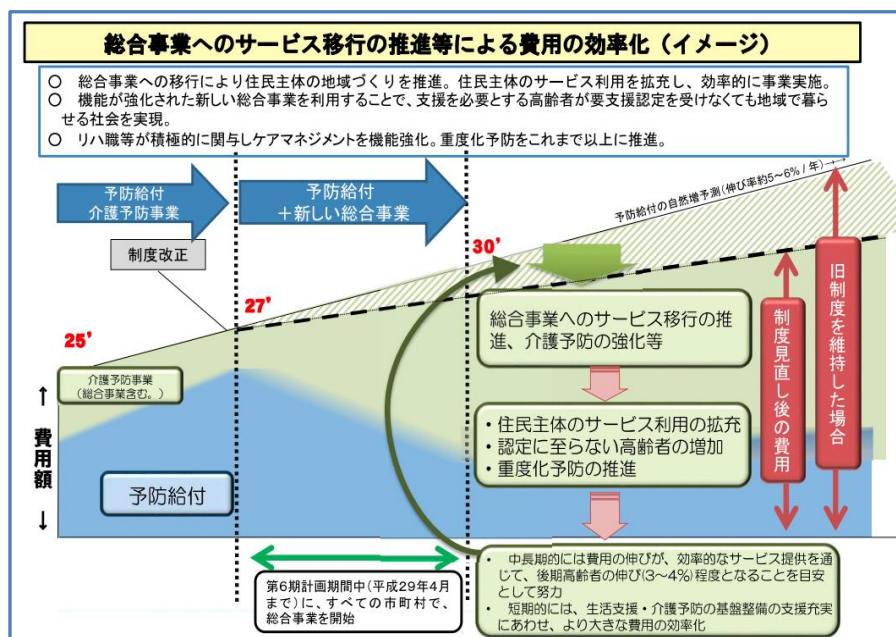 総合事業へのサービス移行の推進等による費用の効率化（イメージ）
○　総合事業への移行により住民主体の地域づくりを推進。住民主体のサービス利用を拡充し、効率的に事業実施。
○　機能が強化された新しい総合事業を利用することで、支援を必要とする高齢者が要支援認定を受けなくても地域で暮ら
せる社会を実現。
○　リハ職等が積極的に関与しケアマネジメントを機能強化。重度化予防をこれまで以上に推進。
予防給付
介護予防事業
予防給付
＋新しい総合事業
予防給付の自然増予測(伸び率約5～6％/年)→→
制度改正
25'
27'
30'
介護予防事業
（総合事業含む。）
↑
費用額
↓
予防給付
総合事業へのサービス移行の推
進、介護予防の強化等
・住民主体のサービス利用の拡充
・認定に至らない高齢者の増加
・重度化予防の推進
制度見直し後の費用
旧制度を維持した場合
第6期計画期間中(平成29年4月
まで)に、すべての市町村で、
総合事業を開始
・　中長期的には費用の伸びが、効率的なサービス提供を通
じて、後期高齢者の伸び(3～4%)程度となることを目安
として努力
・　短期的には、生活支援・介護予防の基盤整備の支援充実
にあわせ、より大きな費用の効率化